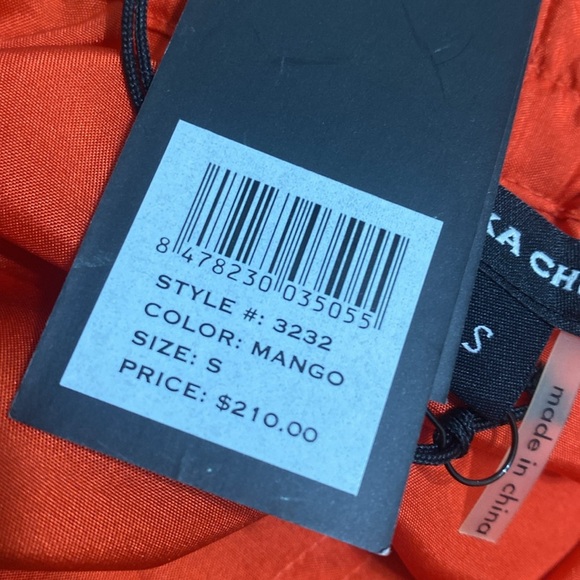 8 478230 035055
STYLE #: 3232
COLOR: MANGO
SIZE: S
PRICE: $210.00
KA CH
S
made in china